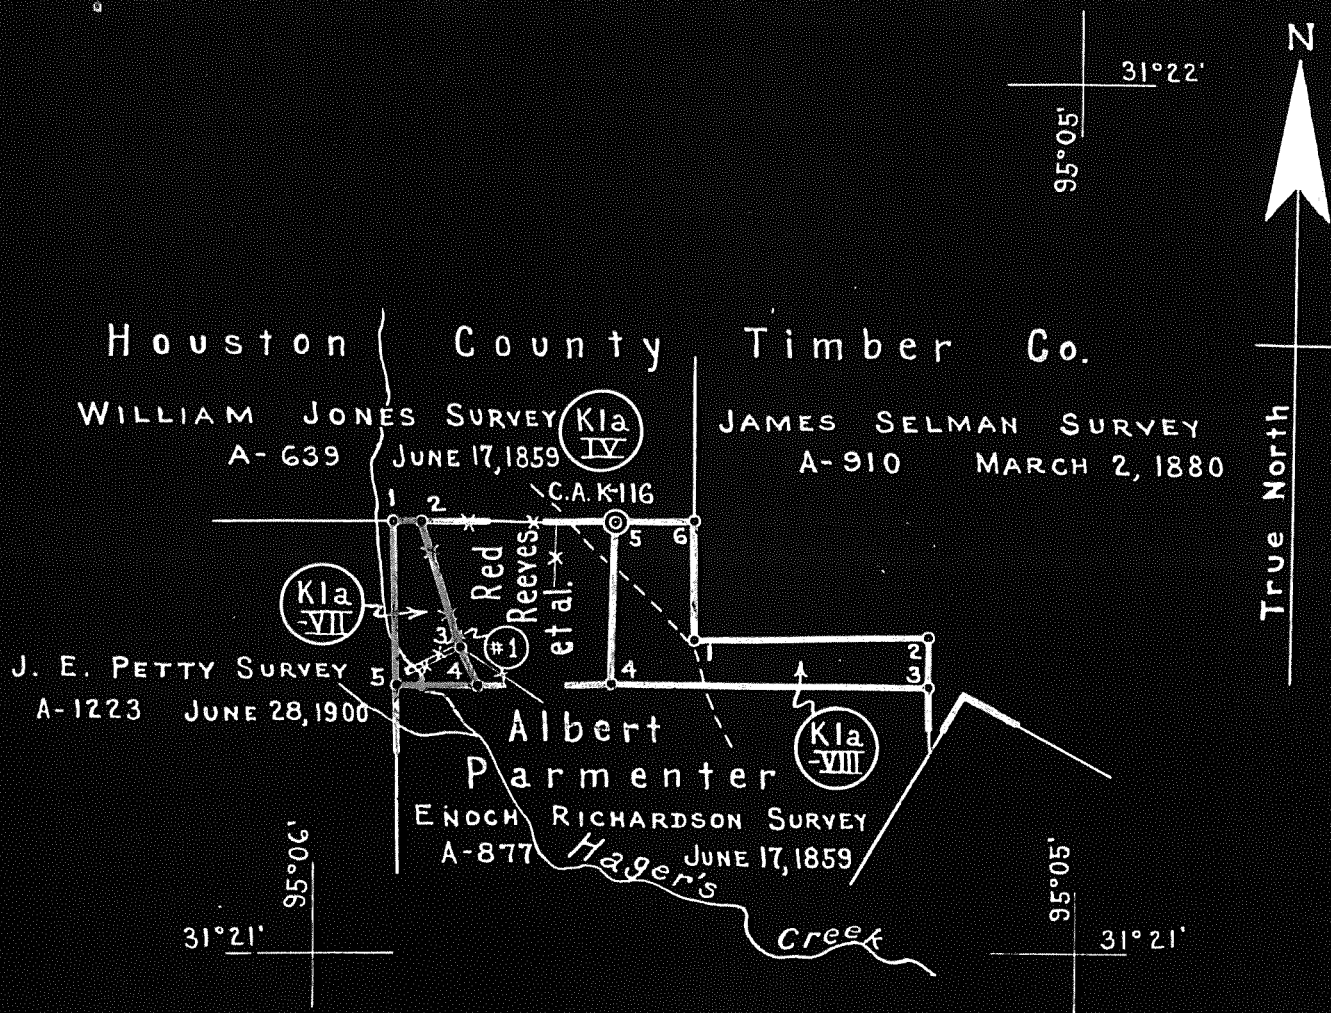 N
31°22'
95°05'
Houston County Timber Co.
WILLIAM JONES SURVEY
A-639 JUNE 17, 1859
K1a
IV
JAMES SELMAN SURVEY
A-910 MARCH 2, 1880
True North
C.A. K-116
1 2 5 6
Red
Reeves
et al.
K1a
-VII
3
#1
1 2
J. E. PETTY SURVEY
A-1223 JUNE 28, 1900
5 4 4 3
K1a
-VIII
Albert
Parmenter
ENOCH RICHARDSON SURVEY
A-877 JUNE 17, 1859
Hager's
Creek
95°06'
31°21'
95°05'
31°21'